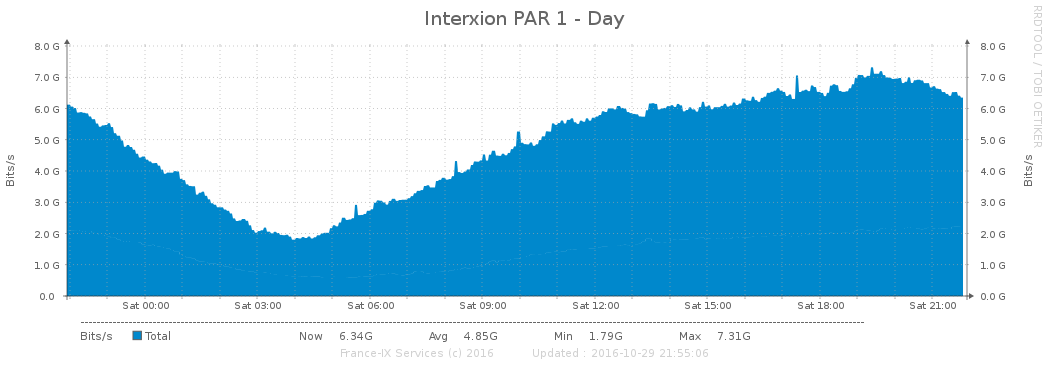 Interxion PAR 1 - Day
RRDTOOL / TOBI OETIKER
Bits/s
8.0 G
7.0 G
6.0 G
5.0 G
4.0 G
3.0 G
2.0 G
1.0 G
0.0
8.0 G
7.0 G
6.0 G
5.0 G
4.0 G
3.0 G
2.0 G
1.0 G
0.0 G
Bits/s
Sat 00:00 Sat 03:00 Sat 06:00 Sat 09:00 Sat 12:00 Sat 15:00 Sat 18:00 Sat 21:00
Bits/s Total Now 6.34G Avg 4.85G Min 1.79G Max 7.31G
France-IX Services (c) 2016 Updated : 2016-10-29 21:55:06